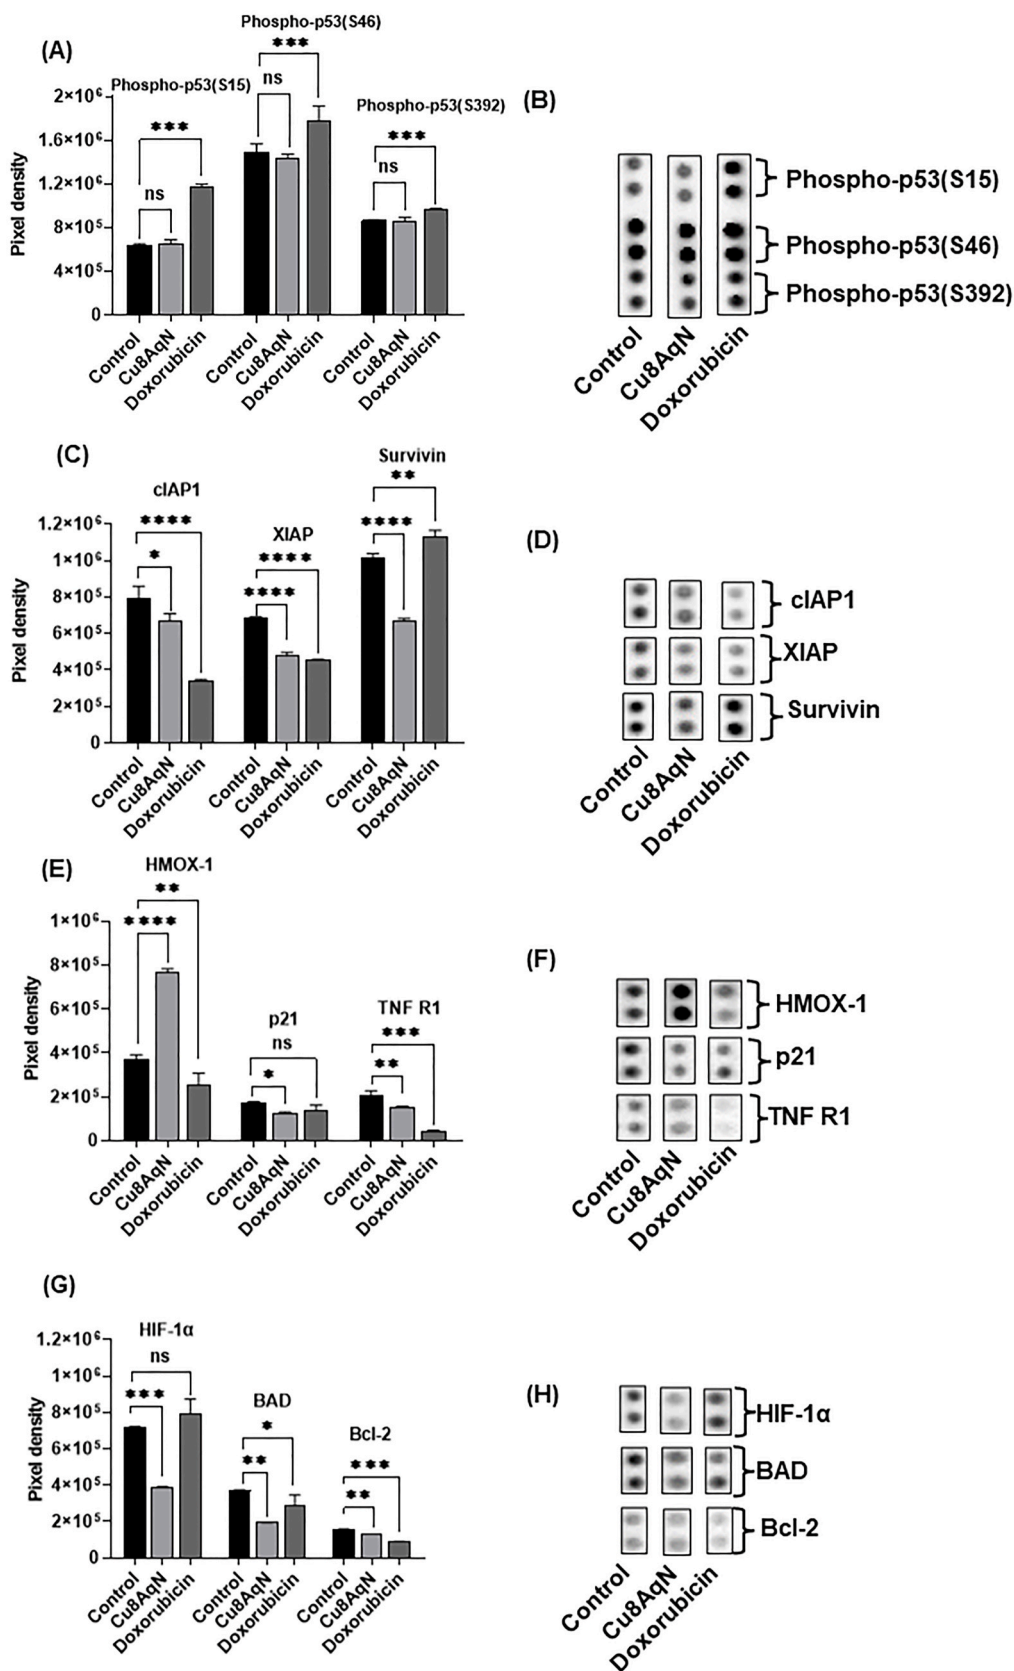 (A)
Phospho-p53(S46)
***
Phospho-p53(S15)
ns
Phospho-p53(S392)
2×10⁶
***
***
1.6×10⁶
ns
1.2×10⁶
ns
8×10⁵
4×10⁵
0
Pixel density
Control
Cu8AqN
Doxorubicin
Control
Cu8AqN
Doxorubicin
Control
Cu8AqN
Doxorubicin
(B)
Phospho-p53(S15)
Phospho-p53(S46)
Phospho-p53(S392)
Control
Cu8AqN
Doxorubicin
(C)
Survivin
**
cIAP1
****
XIAP
****
*
****
****
1.2×10⁶
1×10⁶
8×10⁵
6×10⁵
4×10⁵
2×10⁵
0
Pixel density
Control
Cu8AqN
Doxorubicin
Control
Cu8AqN
Doxorubicin
Control
Cu8AqN
Doxorubicin
(D)
cIAP1
XIAP
Survivin
Control
Cu8AqN
Doxorubicin
(E)
HMOX-1
**
****
p21
ns
*
TNF R1
***
**
1×10⁶
8×10⁵
6×10⁵
4×10⁵
2×10⁵
0
Pixel density
Control
Cu8AqN
Doxorubicin
Control
Cu8AqN
Doxorubicin
Control
Cu8AqN
Doxorubicin
(F)
HMOX-1
p21
TNF R1
Control
Cu8AqN
Doxorubicin
(G)
HIF-1α
ns
***
BAD
*
**
Bcl-2
***
**
1.2×10⁶
1×10⁶
8×10⁵
6×10⁵
4×10⁵
2×10⁵
0
Pixel density
Control
Cu8AqN
Doxorubicin
Control
Cu8AqN
Doxorubicin
Control
Cu8AqN
Doxorubicin
(H)
HIF-1α
BAD
Bcl-2
Control
Cu8AqN
Doxorubicin